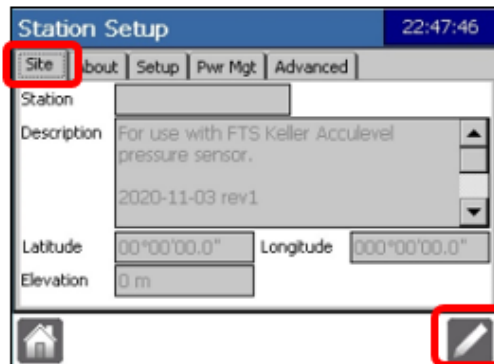 Station Setup 22:47:46
Site About Setup Pwr Mgt Advanced
Station
Description For use with FTS Keller Acculevel
pressure sensor.
2020-11-03 rev1
Latitude 00°00'00.0" Longitude 000°00'00.0"
Elevation 0 m